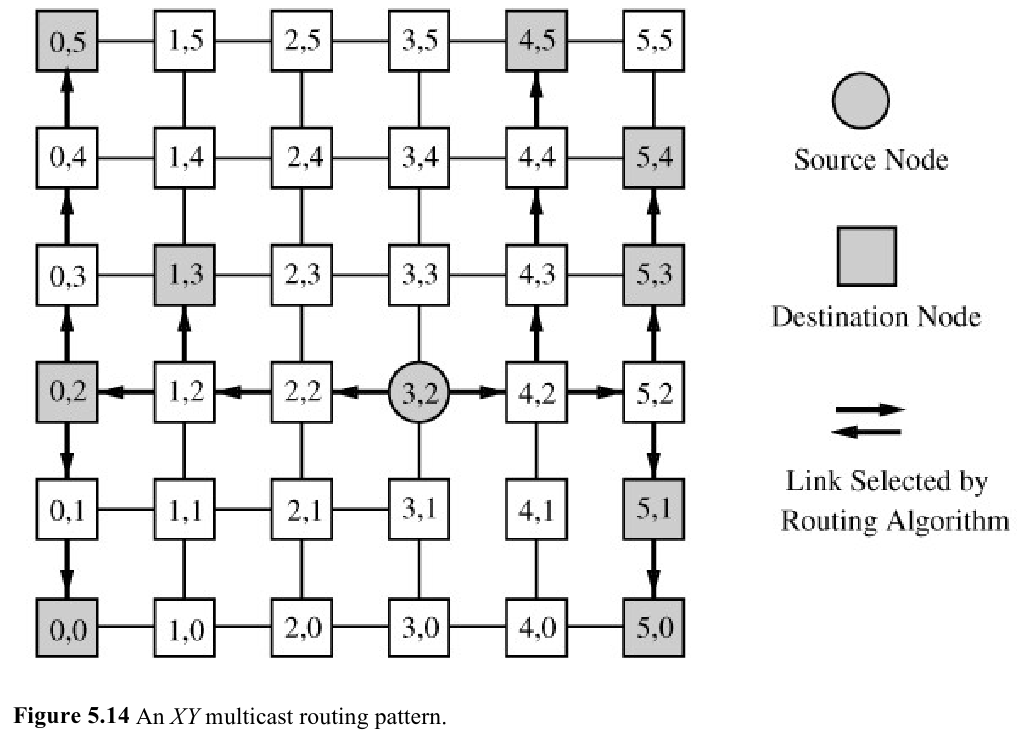 0,5 1,5 2,5 3,5 4,5 5,5
0,4 1,4 2,4 3,4 4,4 5,4
0,3 1,3 2,3 3,3 4,3 5,3
0,2 1,2 2,2 3,2 4,2 5,2
0,1 1,1 2,1 3,1 4,1 5,1
0,0 1,0 2,0 3,0 4,0 5,0
Source Node
Destination Node
Link Selected by
Routing Algorithm
Figure 5.14 An XY multicast routing pattern.